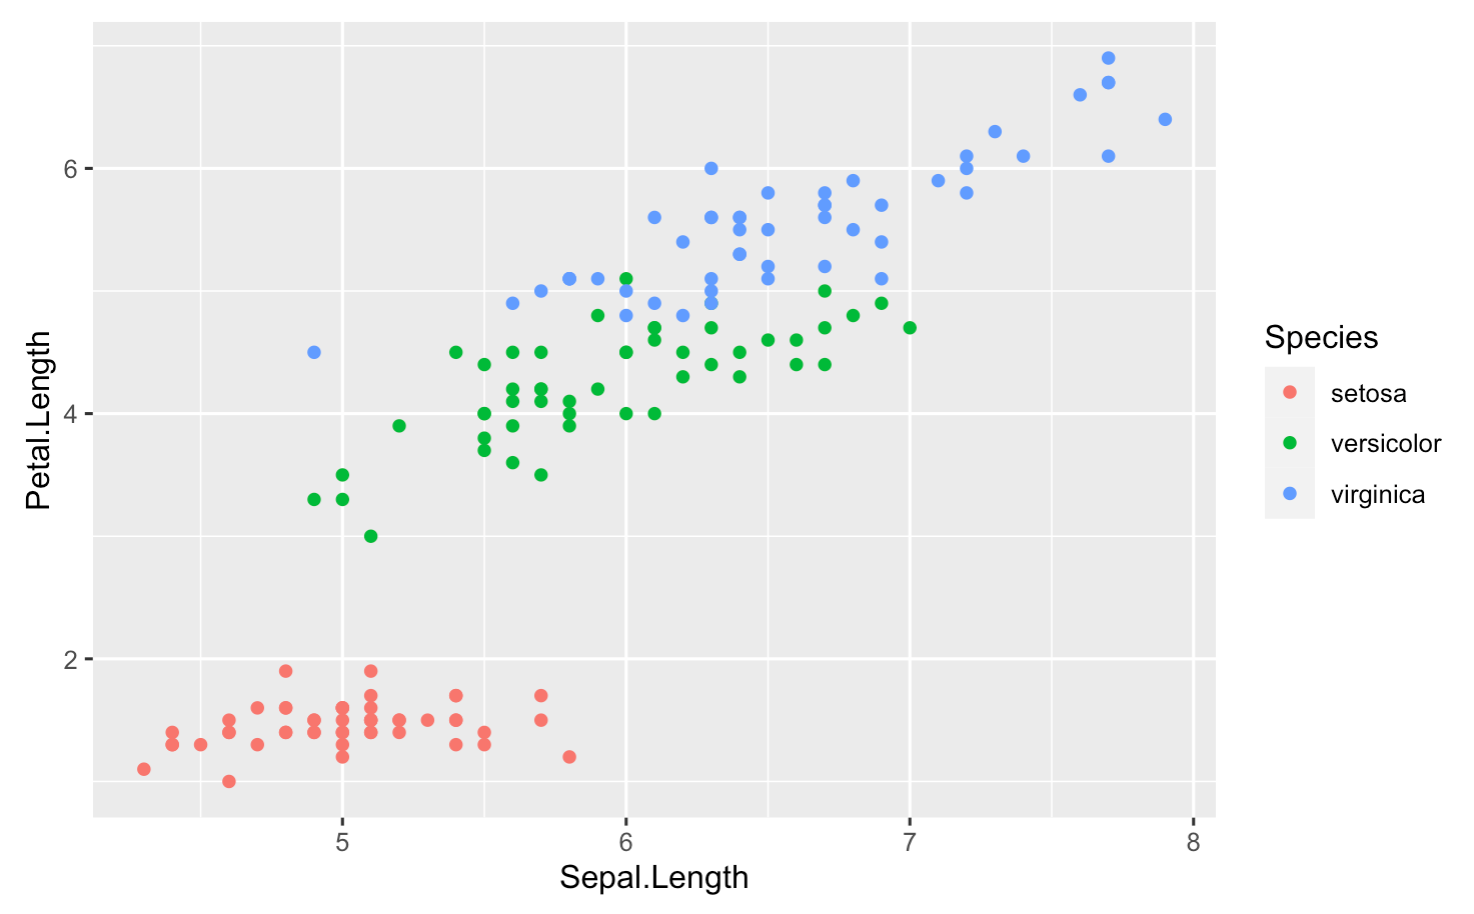 6
4
2
5 6 7 8
Sepal.Length
Petal.Length
Species
setosa
versicolor
virginica